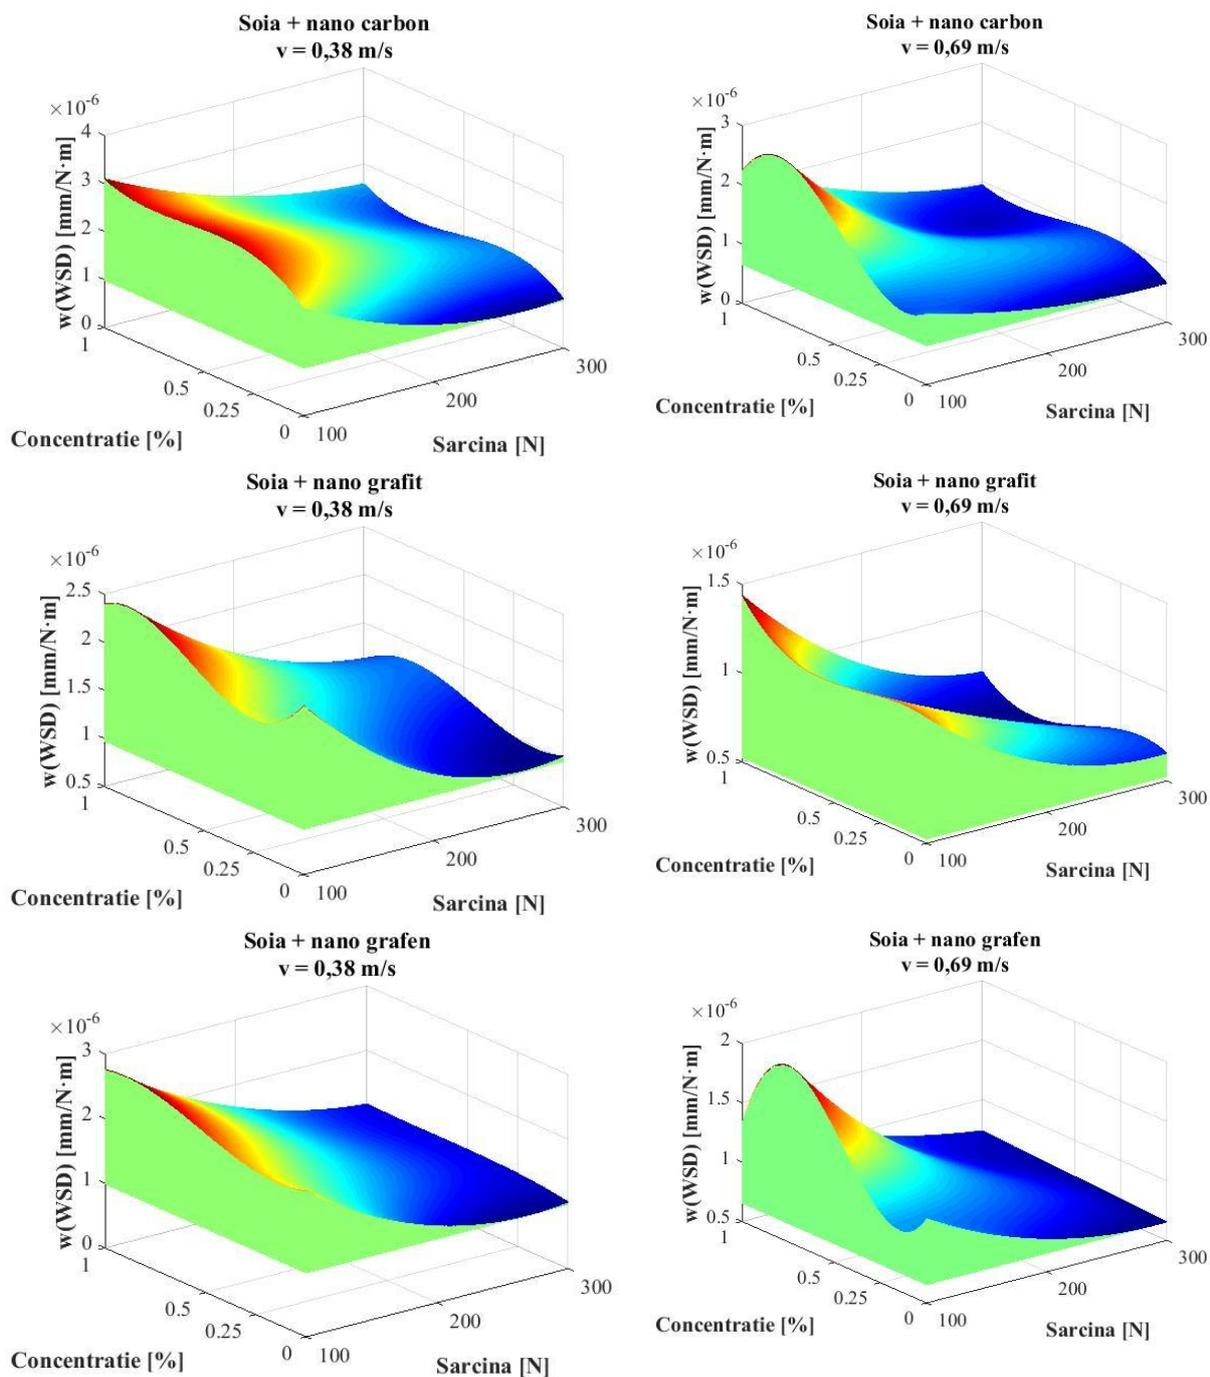 Soia + nano carbon
v = 0,38 m/s
×10-6
4
3
2
1
0
w(WSD) [mm/N·m]
1
0.5
0.25
0
Concentratie [%]
100
200
300
Sarcina [N]
Soia + nano carbon
v = 0,69 m/s
×10-6
3
2
1
0
w(WSD) [mm/N·m]
1
0.5
0.25
0
Concentratie [%]
100
200
300
Sarcina [N]
Soia + nano grafit
v = 0,38 m/s
×10-6
2.5
2
1.5
1
0.5
w(WSD) [mm/N·m]
1
0.5
0.25
0
Concentratie [%]
100
200
300
Sarcina [N]
Soia + nano grafit
v = 0,69 m/s
×10-6
1.5
1
0.5
w(WSD) [mm/N·m]
1
0.5
0.25
0
Concentratie [%]
100
200
300
Sarcina [N]
Soia + nano grafen
v = 0,38 m/s
×10-6
3
2
1
0
w(WSD) [mm/N·m]
1
0.5
0.25
0
Concentratie [%]
100
200
300
Sarcina [N]
Soia + nano grafen
v = 0,69 m/s
×10-6
2
1.5
1
0.5
w(WSD) [mm/N·m]
1
0.5
0.25
0
Concentratie [%]
100
200
300
Sarcina [N]